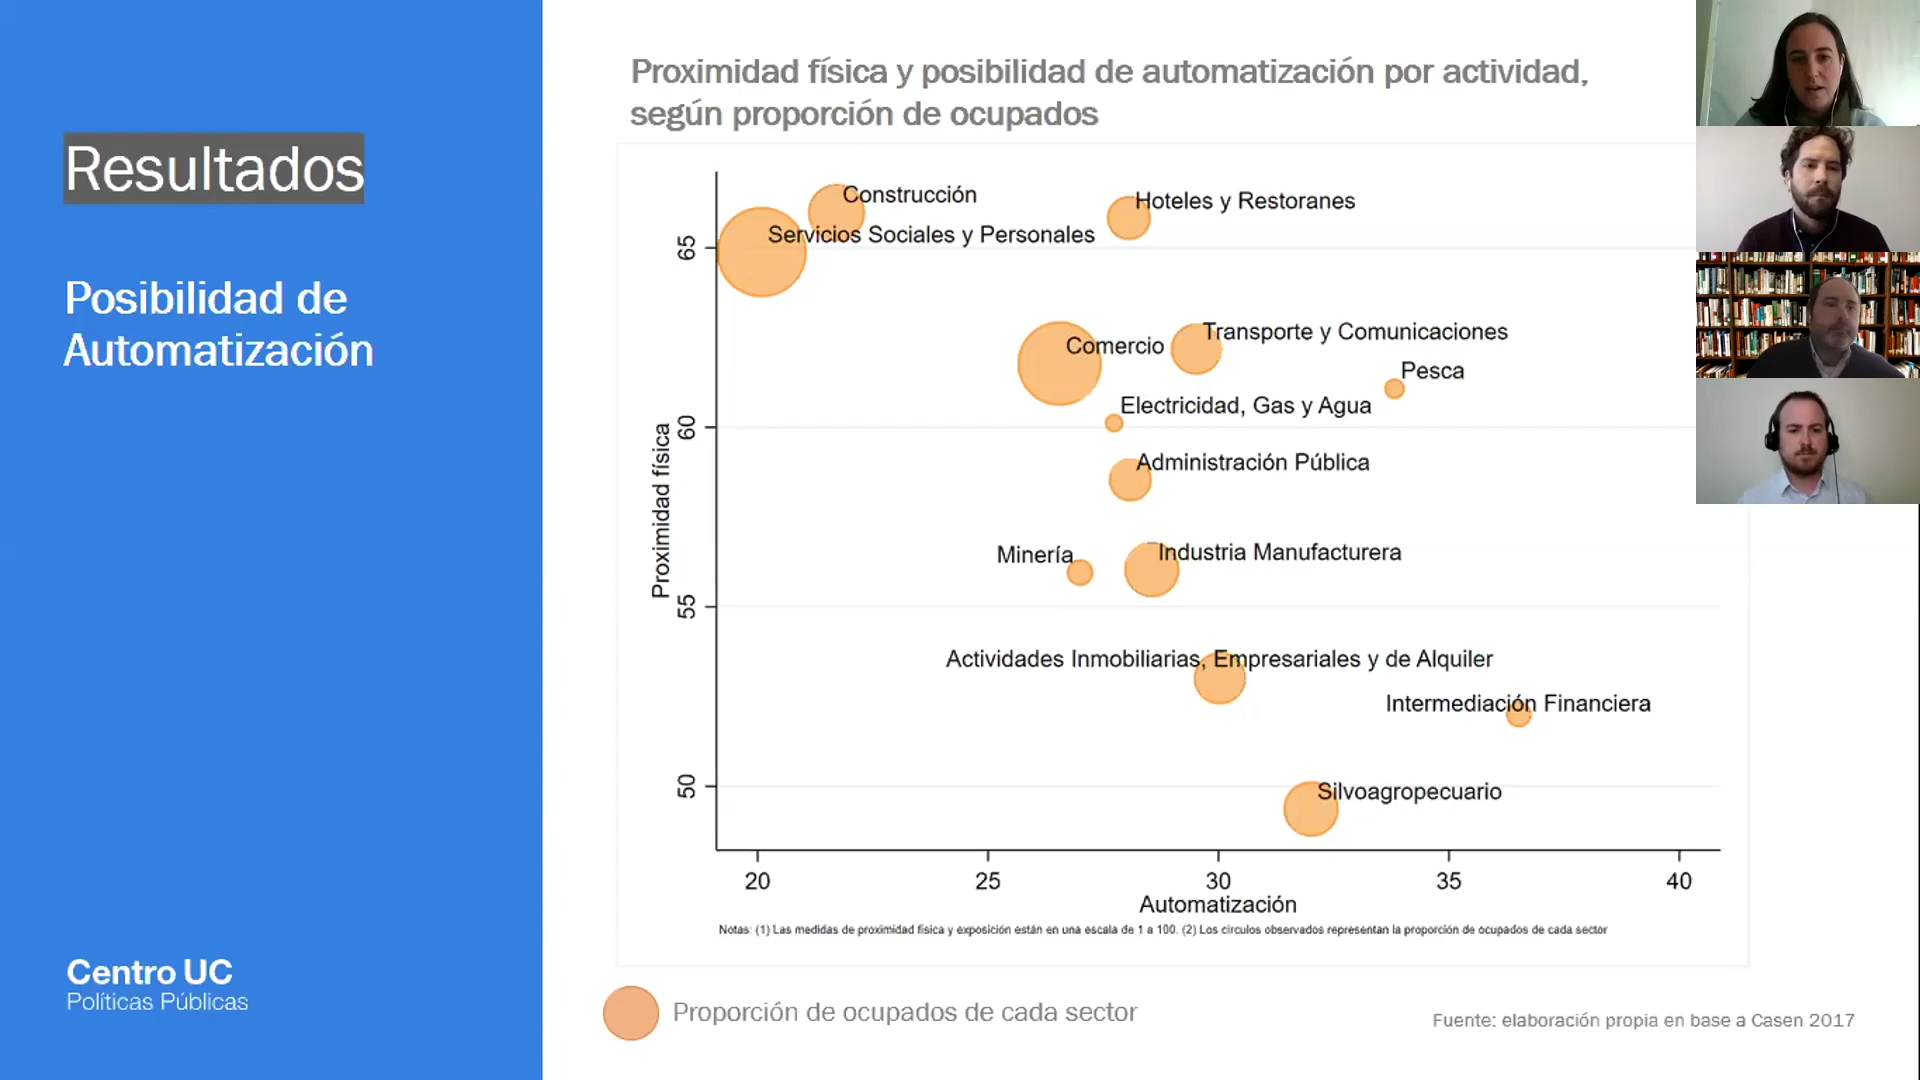 Resultados
Posibilidad de
Automatización
Centro UC
Políticas Públicas
Proximidad física y posibilidad de automatización por actividad,
según proporción de ocupados
Construcción
Hoteles y Restoranes
Servicios Sociales y Personales
Transporte y Comunicaciones
Comercio
Pesca
Electricidad, Gas y Agua
Administración Pública
Minería
Industria Manufacturera
Actividades Inmobiliarias, Empresariales y de Alquiler
Intermediación Financiera
Silvoagropecuario
Proximidad física
65
60
55
50
20
25
30
35
40
Automatización
Notas: (1) Las medidas de proximidad física y exposición están en una escala de 1 a 100. (2) Los círculos observados representan la proporción de ocupados de cada sector
Proporción de ocupados de cada sector
Fuente: elaboración propia en base a Casen 2017